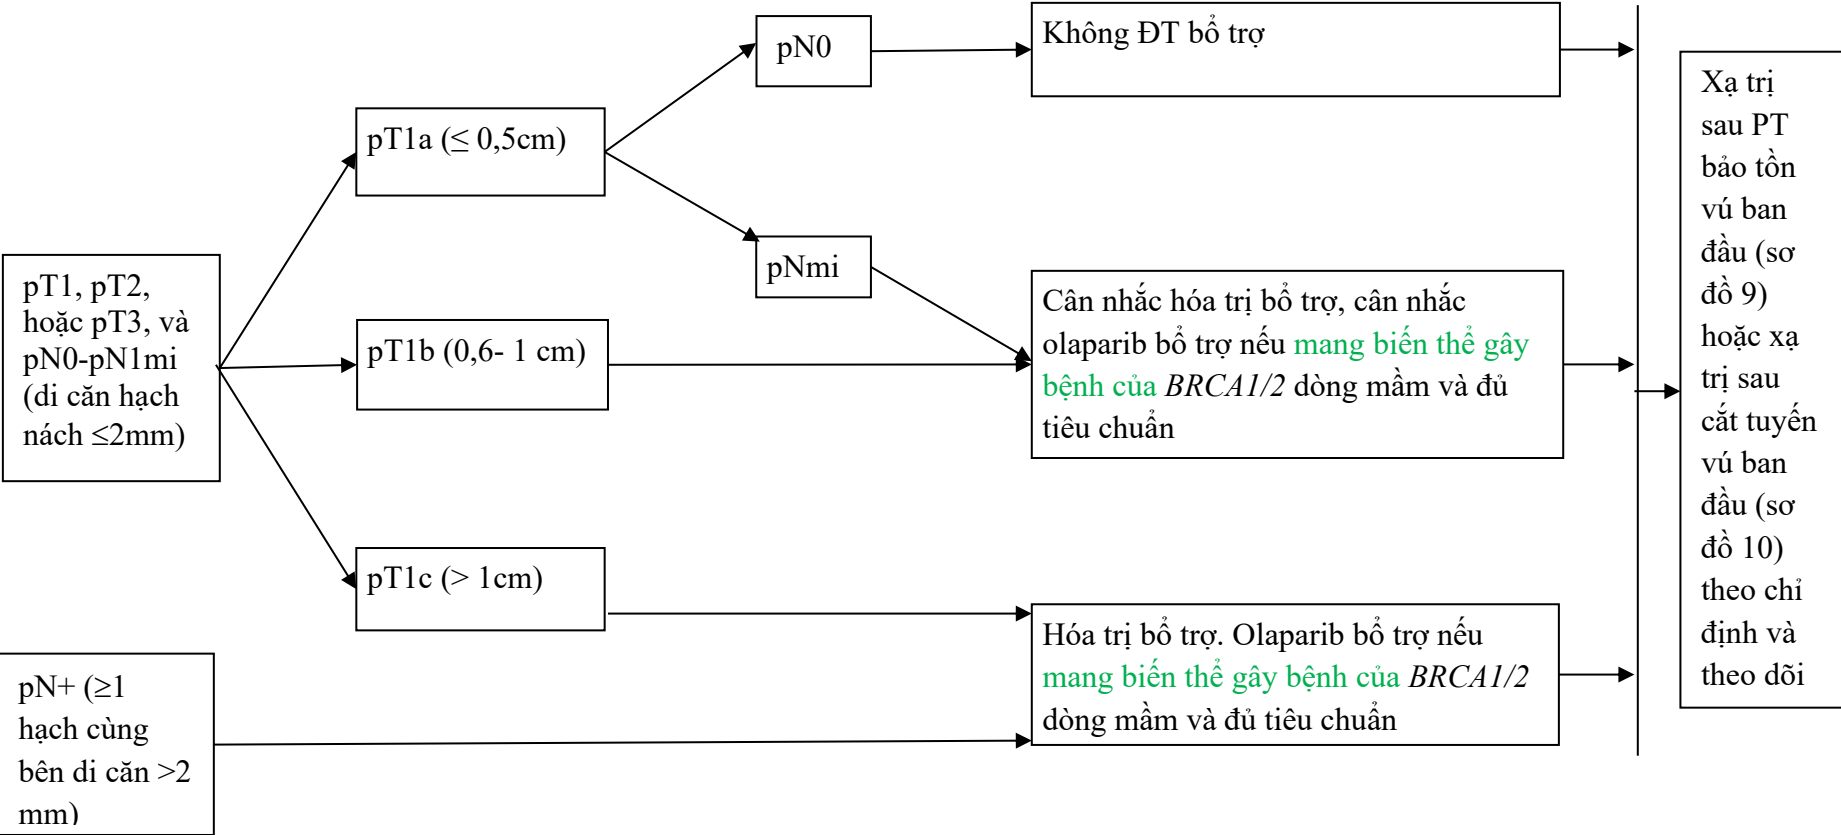 pN0
Không ĐT bổ trợ
pT1a (≤ 0,5cm)
pNmi
pT1, pT2,
hoặc pT3, và
pN0-pN1mi
(di căn hạch
nách ≤2mm)
pT1b (0,6- 1 cm)
Cân nhắc hóa trị bổ trợ, cân nhắc
olaparib bổ trợ nếu mang biến thể gây
bệnh của BRCA1/2 dòng mầm và đủ
tiêu chuẩn
pT1c (> 1cm)
pN+ (≥1
hạch cùng
bên di căn >2
mm)
Hóa trị bổ trợ. Olaparib bổ trợ nếu
mang biến thể gây bệnh của BRCA1/2
dòng mầm và đủ tiêu chuẩn
Xạ trị
sau PT
bảo tồn
vú ban
đầu (sơ
đồ 9)
hoặc xạ
trị sau
cắt tuyến
vú ban
đầu (sơ
đồ 10)
theo chỉ
định và
theo dõi